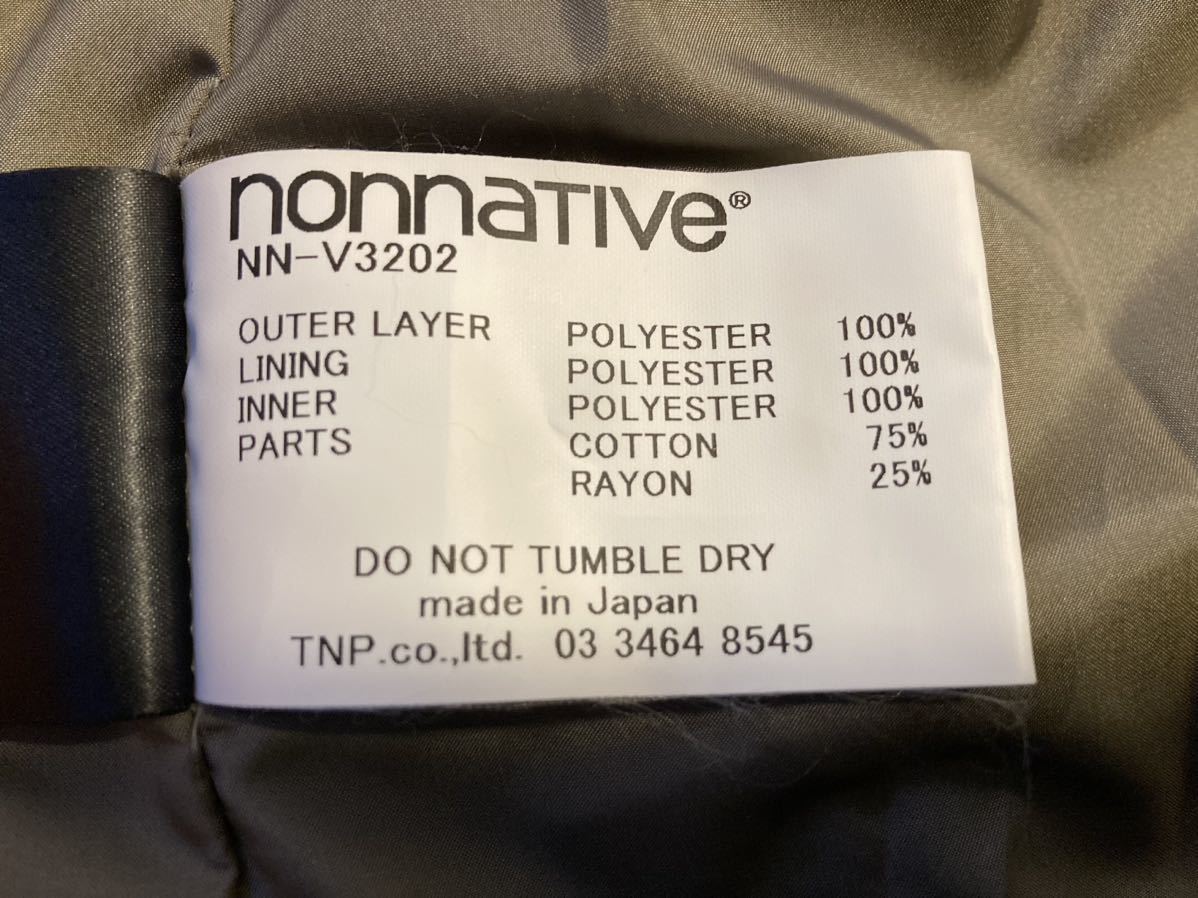 nonnaTIVe®
NN-V3202
OUTER LAYER POLYESTER 100%
LINING POLYESTER 100%
INNER POLYESTER 100%
PARTS COTTON 75%
RAYON 25%
DO NOT TUMBLE DRY
made in Japan
TNP.co.,ltd. 03 3464 8545